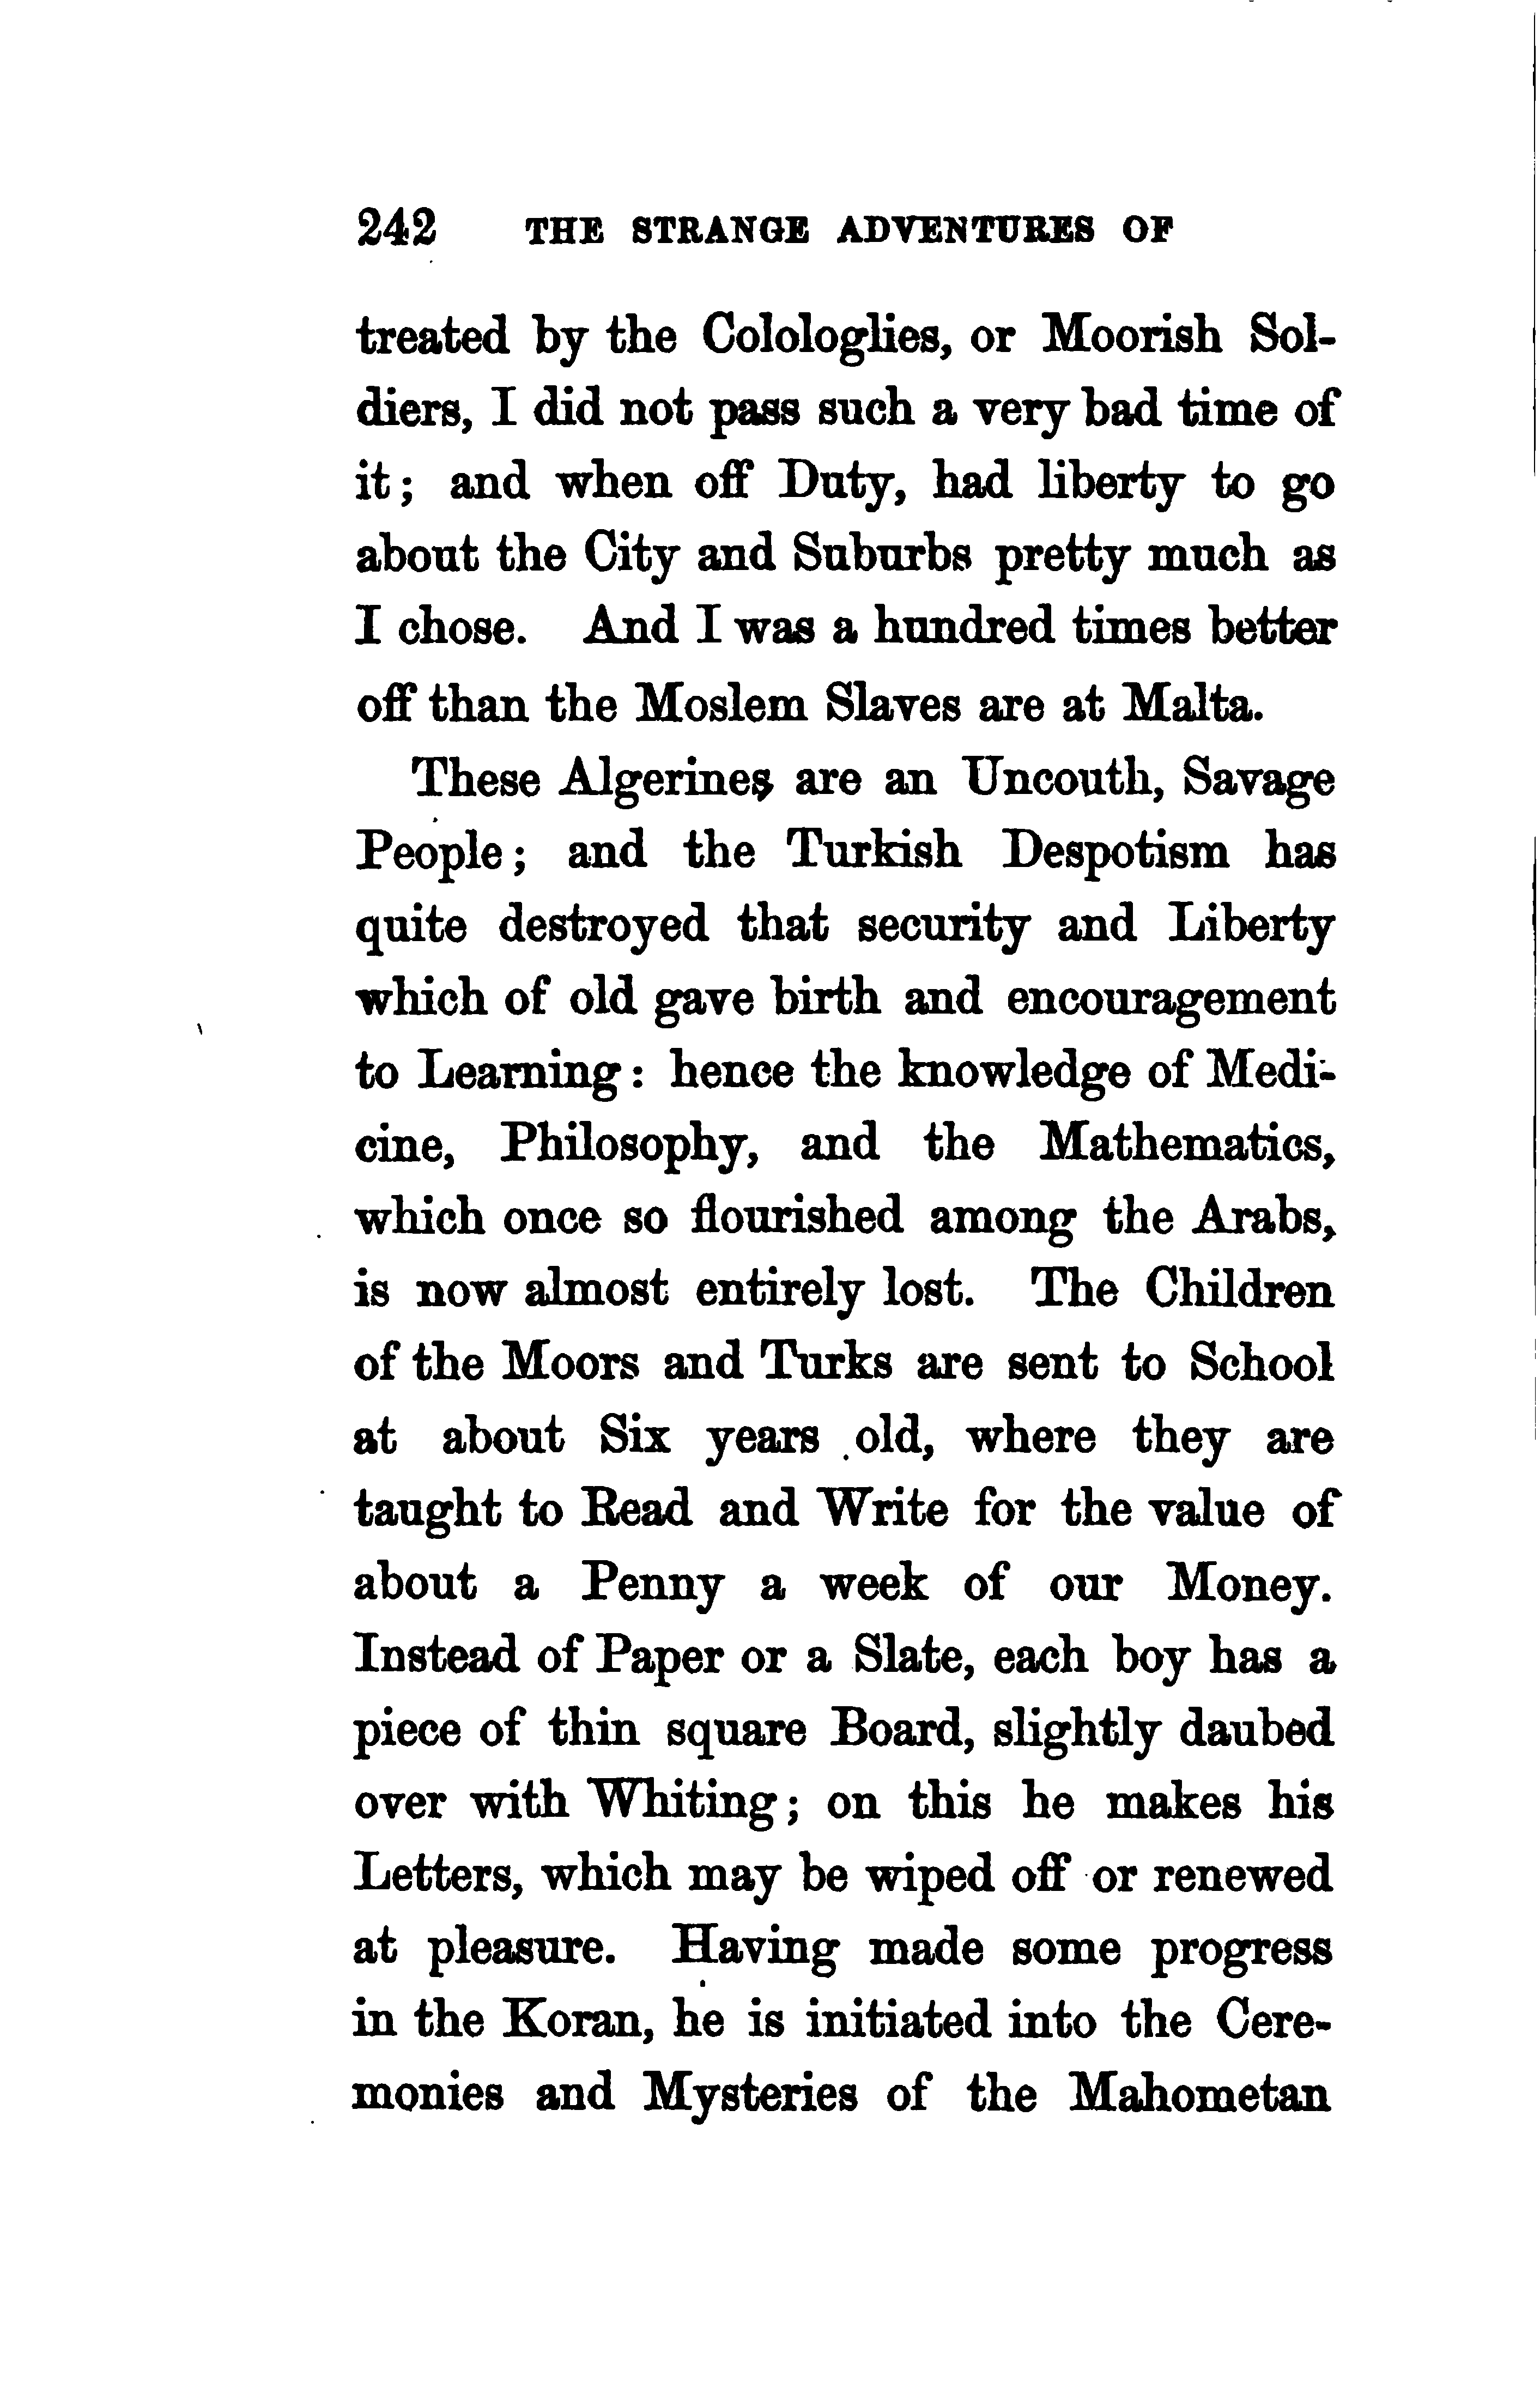 242 THE STRANGE ADVENTURES OF
treated by the Colologlies, or Moorish Sol-
diers, I did not pass such a very bad time of
it; and when off Duty, had liberty to go
about the City and Suburbs pretty much as
I chose. And I was a hundred times better
off than the Moslem Slaves are at Malta.
These Algerines are an Uncouth, Savage
People; and the Turkish Despotism has
quite destroyed that security and Liberty
which of old gave birth and encouragement
to Learning: hence the knowledge of Medi-
cine, Philosophy, and the Mathematics,
which once so flourished among the Arabs,
is now almost entirely lost. The Children
of the Moors and Turks are sent to School
at about Six years old, where they are
taught to Read and Write for the value of
about a Penny a week of our Money.
Instead of Paper or a Slate, each boy has a
piece of thin square Board, slightly daubed
over with Whiting; on this he makes his
Letters, which may be wiped off or renewed
at pleasure. Having made some progress
in the Koran, he is initiated into the Cere-
monies and Mysteries of the Mahometan